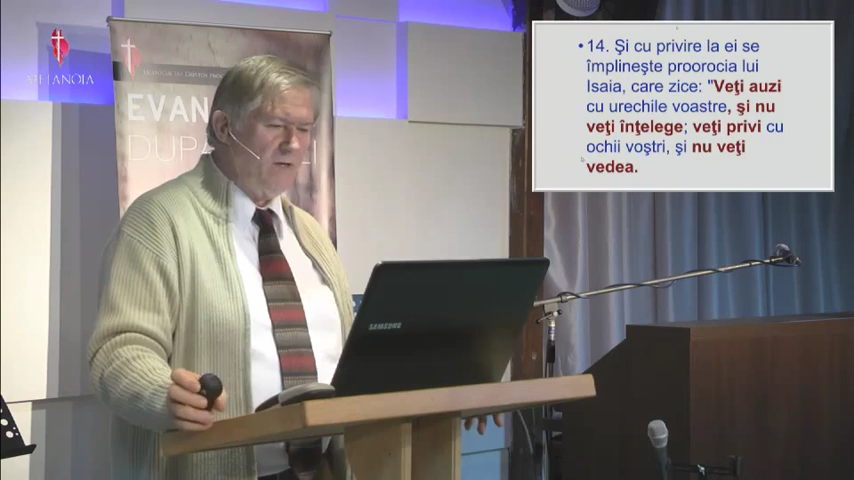 METANOIA
EVAN
DUPA
SAMSUNG
• 14. Şi cu privire la ei se
împlineşte proorocia lui
Isaia, care zice: "Veţi auzi
cu urechile voastre, şi nu
veţi înţelege; veţi privi cu
ochii voştri, şi nu veţi
vedea.